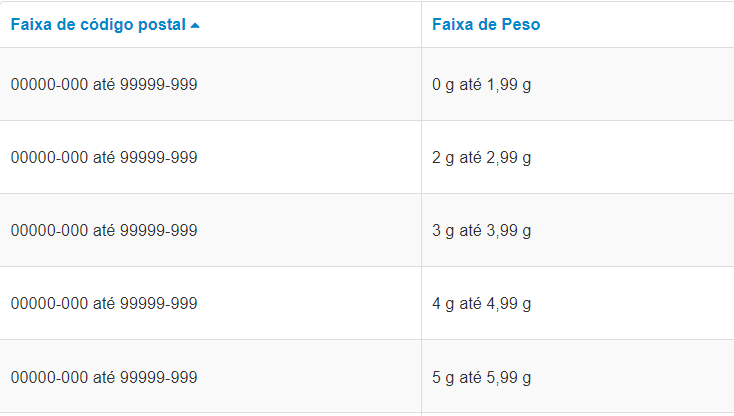 Faixa de código postal Faixa de Peso
00000-000 até 99999-999 0 g até 1,99 g
00000-000 até 99999-999 2 g até 2,99 g
00000-000 até 99999-999 3 g até 3,99 g
00000-000 até 99999-999 4 g até 4,99 g
00000-000 até 99999-999 5 g até 5,99 g